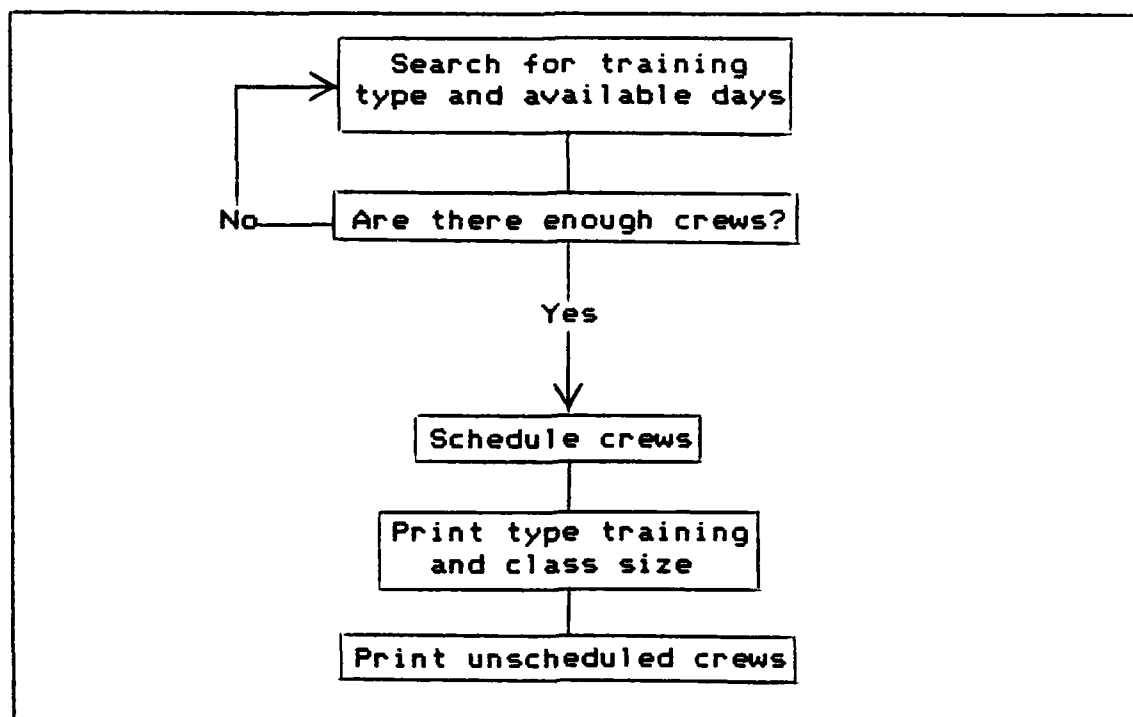 Search for training
type and available days
No
Are there enough crews?
Yes
Schedule crews
Print type training
and class size
Print unscheduled crews